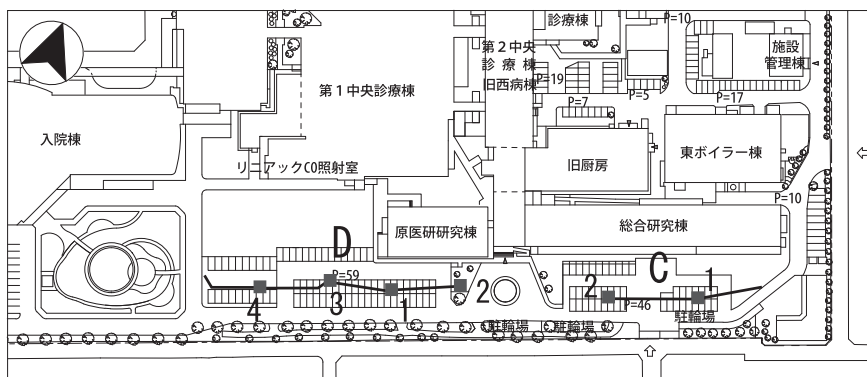 診療棟
P=10
第２中央
診療棟
旧西病棟
P=19
施設
管理棟
P=5
P=17
P=7
第１中央診療棟
入院棟
リニアックCO照射室
旧厨房
東ボイラー棟
P=10
原医研研究棟
総合研究棟
D
C
P=59
4
3
1
2
2
1
P=46
駐輪場
駐輪場
駐輪場